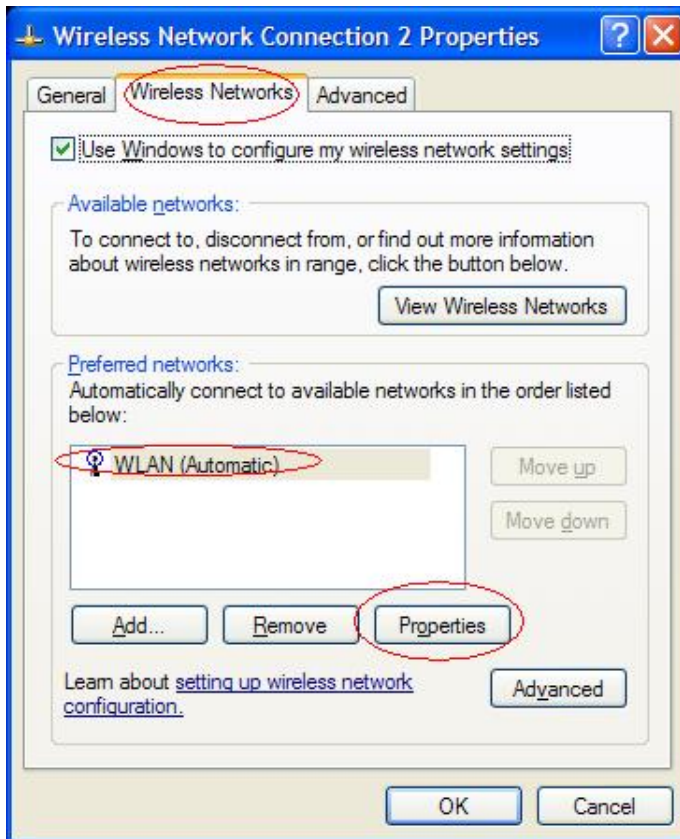 Wireless Network Connection 2 Properties
General Wireless Networks Advanced
Use Windows to configure my wireless network settings
Available networks:
To connect to, disconnect from, or find out more information
about wireless networks in range, click the button below.
View Wireless Networks
Preferred networks:
Automatically connect to available networks in the order listed
below:
WLAN (Automatic)
Move up
Move down
Add... Remove Properties
Learn about setting up wireless network
configuration.
Advanced
OK Cancel